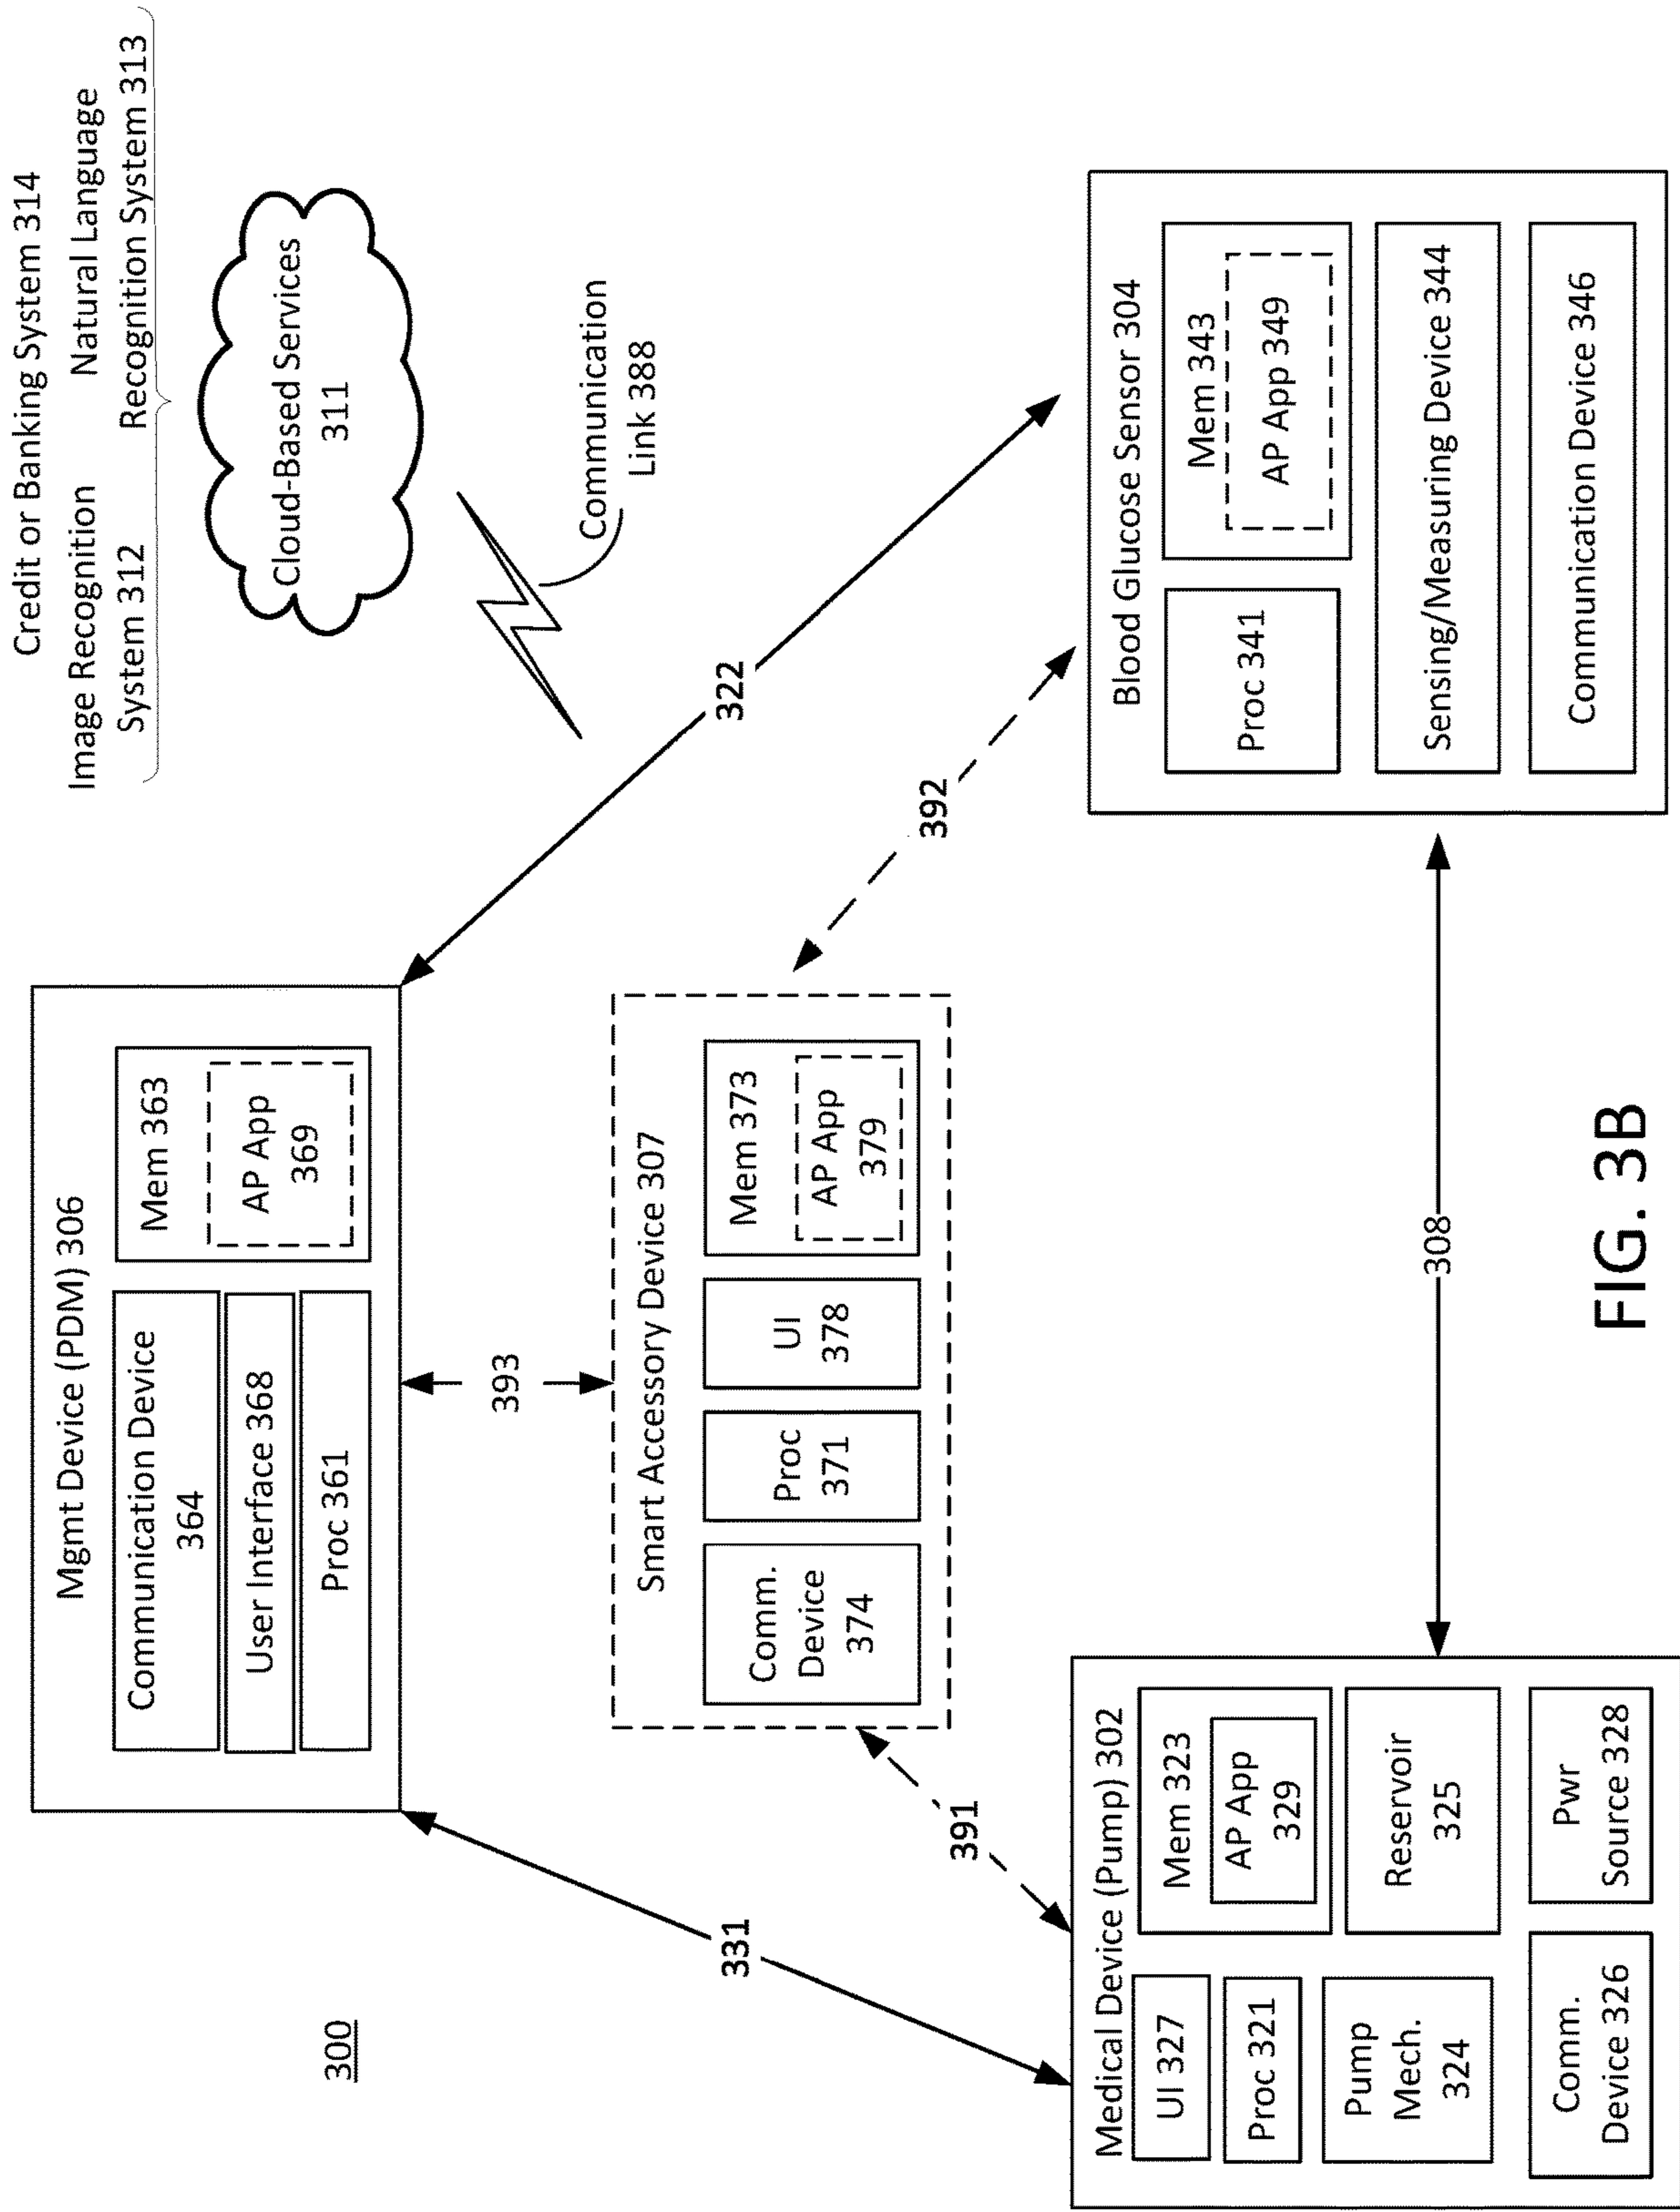 Credit or Banking System 314
Image Recognition
System 312
Natural Language
Recognition System 313
Cloud-Based Services
311
Communication
Link 388
Mgmt Device (PDM) 306
Communication Device
364
User Interface 368
Proc 361
Mem 363
AP App
369
393
322
331
300
Smart Accessory Device 307
Comm.
Device
374
Proc
371
UI
378
Mem 373
AP App
379
391
392
Medical Device (Pump) 302
UI 327
Proc 321
Pump
Mech.
324
Comm.
Device 326
Mem 323
AP App
329
Reservoir
325
Pwr
Source 328
308
Blood Glucose Sensor 304
Proc 341
Mem 343
AP App 349
Sensing/Measuring Device 344
Communication Device 346
FIG. 3B